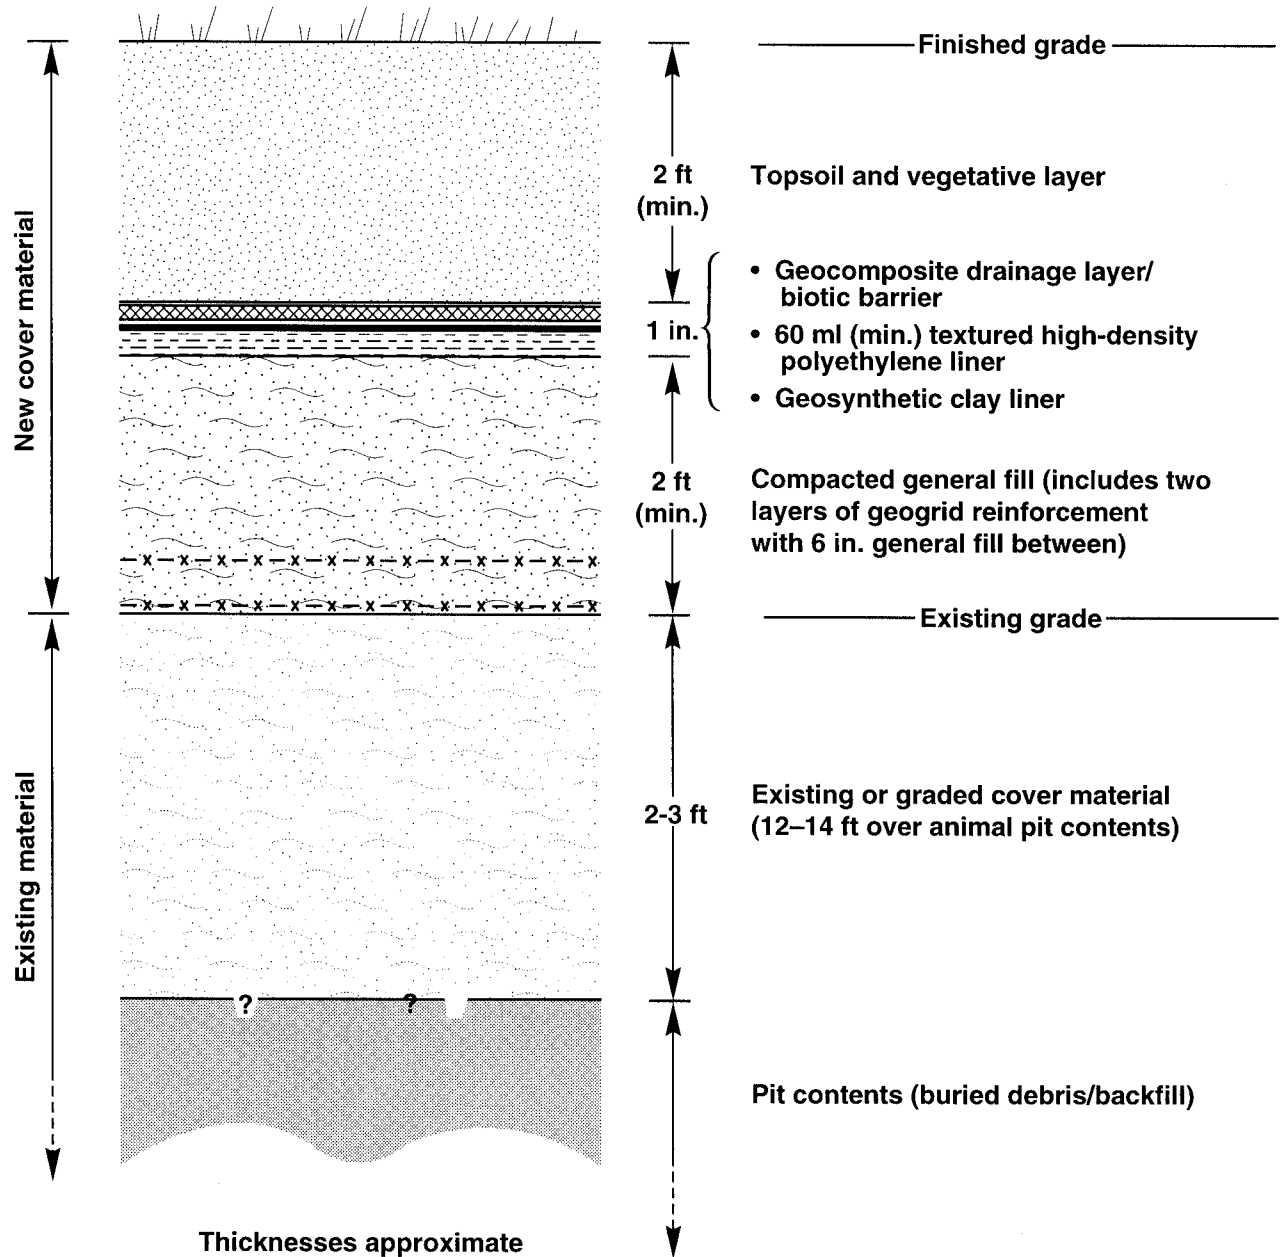 Finished grade
New cover material
2 ft
(min.)
Topsoil and vegetative layer
1 in.
• Geocomposite drainage layer/
biotic barrier
• 60 ml (min.) textured high-density
polyethylene liner
• Geosynthetic clay liner
2 ft
(min.)
Compacted general fill (includes two
layers of geogrid reinforcement
with 6 in. general fill between)
x x x x x x x x x x x x x
x x x x x x x x x x x x x
Existing grade
Existing material
2-3 ft
Existing or graded cover material
(12–14 ft over animal pit contents)
? ?
Pit contents (buried debris/backfill)
Thicknesses approximate